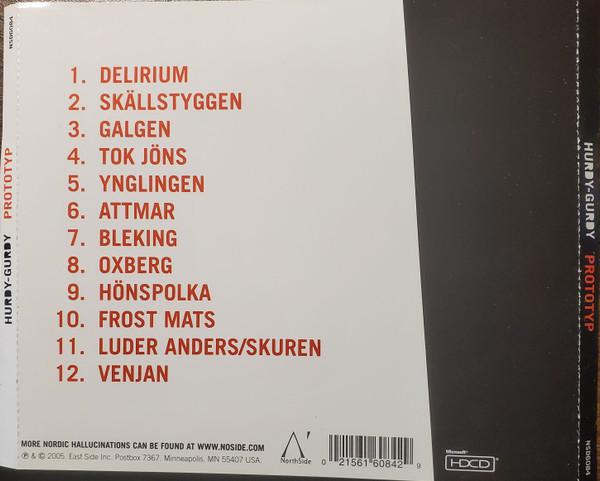 NSD6084
HURDY-GURDY PROTOTYP
1. DELIRIUM
2. SKÄLLSTYGGEN
3. GALGEN
4. TOK JÖNS
5. YNGLINGEN
6. ATTMAR
7. BLEKING
8. OXBERG
9. HÖNSPOLKA
10. FROST MATS
11. LUDER ANDERS/SKUREN
12. VENJAN
MORE NORDIC HALLUCINATIONS CAN BE FOUND AT WWW.NOSIDE.COM
℗ & © 2005. East Side Inc. Postbox 7367. Minneapolis, MN 55407 USA.
NorthSide
0 21561 60842 9
Microsoft
HDCD
HURDY-GURDY PROTOTYP
NSD6084